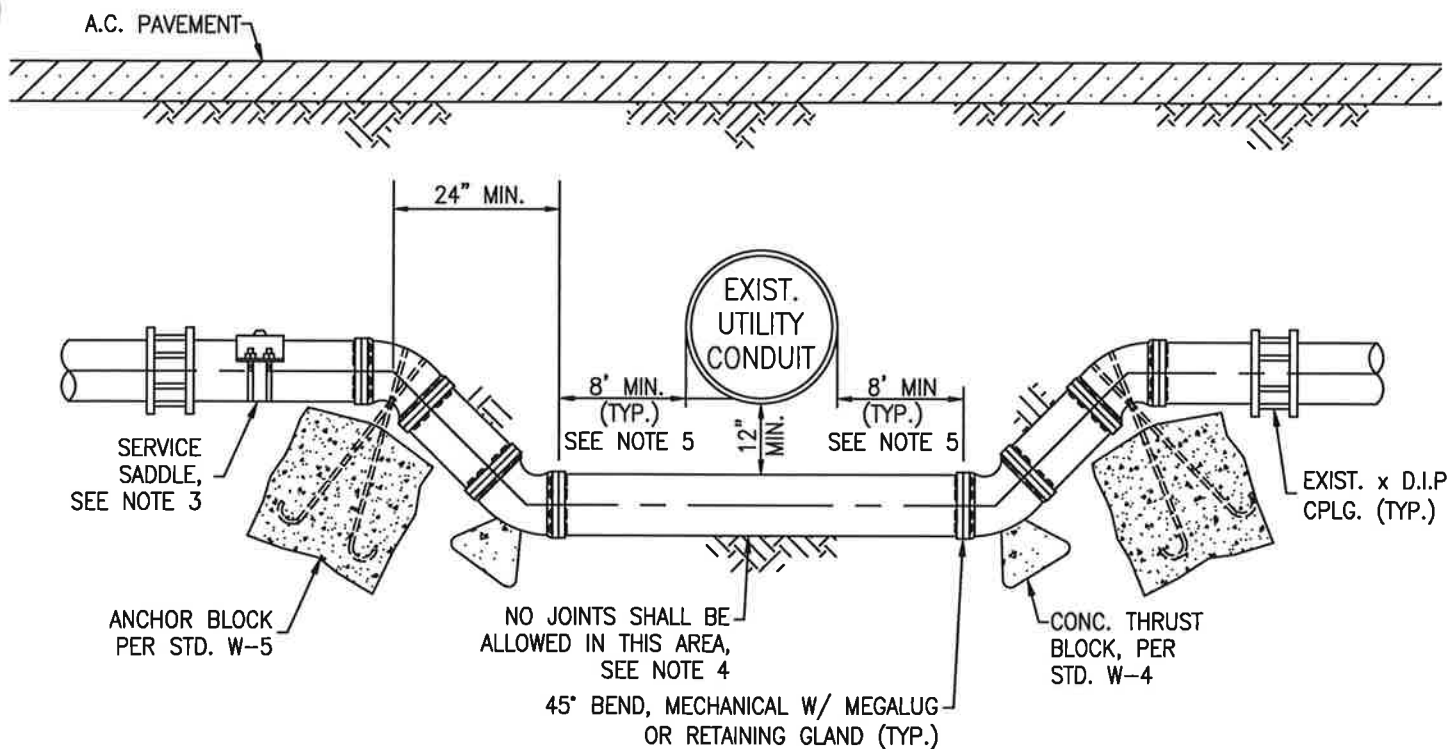 A.C. PAVEMENT
24" MIN.
EXIST.
UTILITY
CONDUIT
8' MIN.
(TYP.)
SEE NOTE 5
12"
MIN.
8' MIN.
(TYP.)
SEE NOTE 5
SERVICE
SADDLE,
SEE NOTE 3
EXIST. x D.I.P
CPLG. (TYP.)
ANCHOR BLOCK
PER STD. W-5
NO JOINTS SHALL BE
ALLOWED IN THIS AREA,
SEE NOTE 4
CONC. THRUST
BLOCK, PER
STD. W-4
45° BEND, MECHANICAL W/ MEGALUG
OR RETAINING GLAND (TYP.)